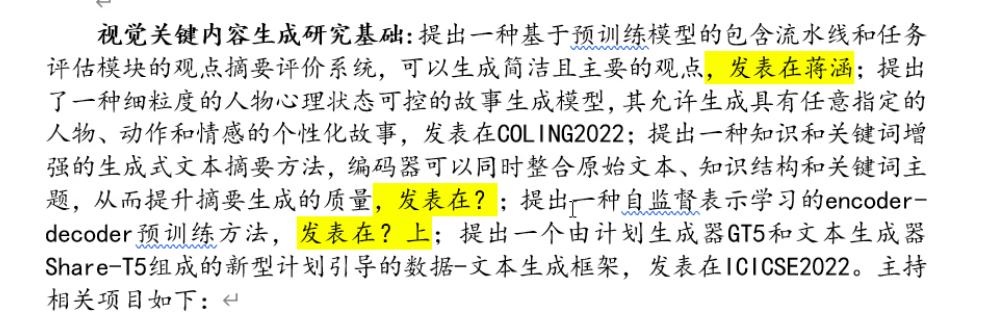 视觉关键内容生成研究基础:提出一种基于预训练模型的包含流水线和任务
评估模块的观点摘要评价系统，可以生成简洁且主要的观点，发表在蒋涵；提出
了一种细粒度的人物心理状态可控的故事生成模型,其允许生成具有任意指定的
人物、动作和情感的个性化故事，发表在COLING2022；提出一种知识和关键词增
强的生成式文本摘要方法，编码器可以同时整合原始文本、知识结构和关键词主
题，从而提升摘要生成的质量，发表在？；提出一种自监督表示学习的encoder-
decoder预训练方法，发表在？上；提出一个由计划生成器GT5和文本生成器
Share-T5组成的新型计划引导的数据-文本生成框架，发表在ICICSE2022。主持
相关项目如下：